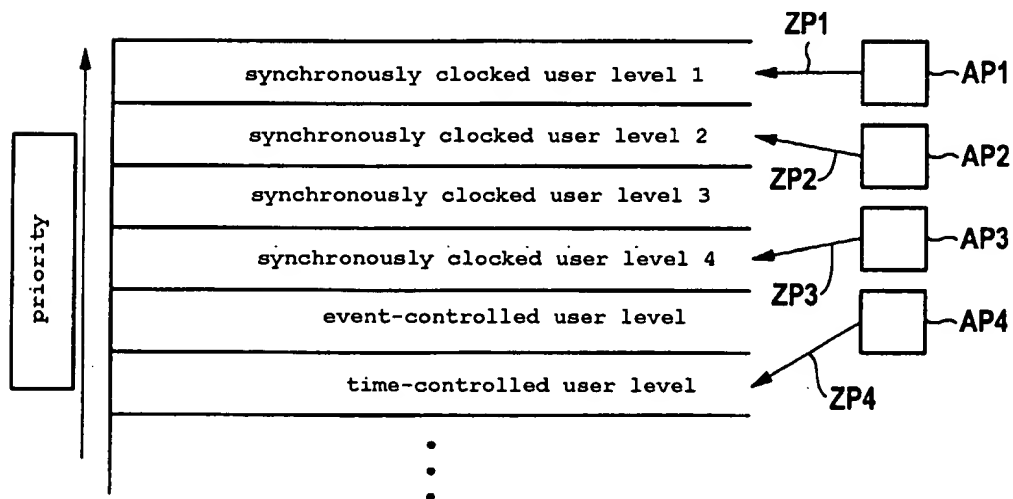 ZP1
synchronously clocked user level 1
AP1
synchronously clocked user level 2
AP2
ZP2
priority
synchronously clocked user level 3
AP3
synchronously clocked user level 4
ZP3
event-controlled user level
AP4
time-controlled user level
ZP4